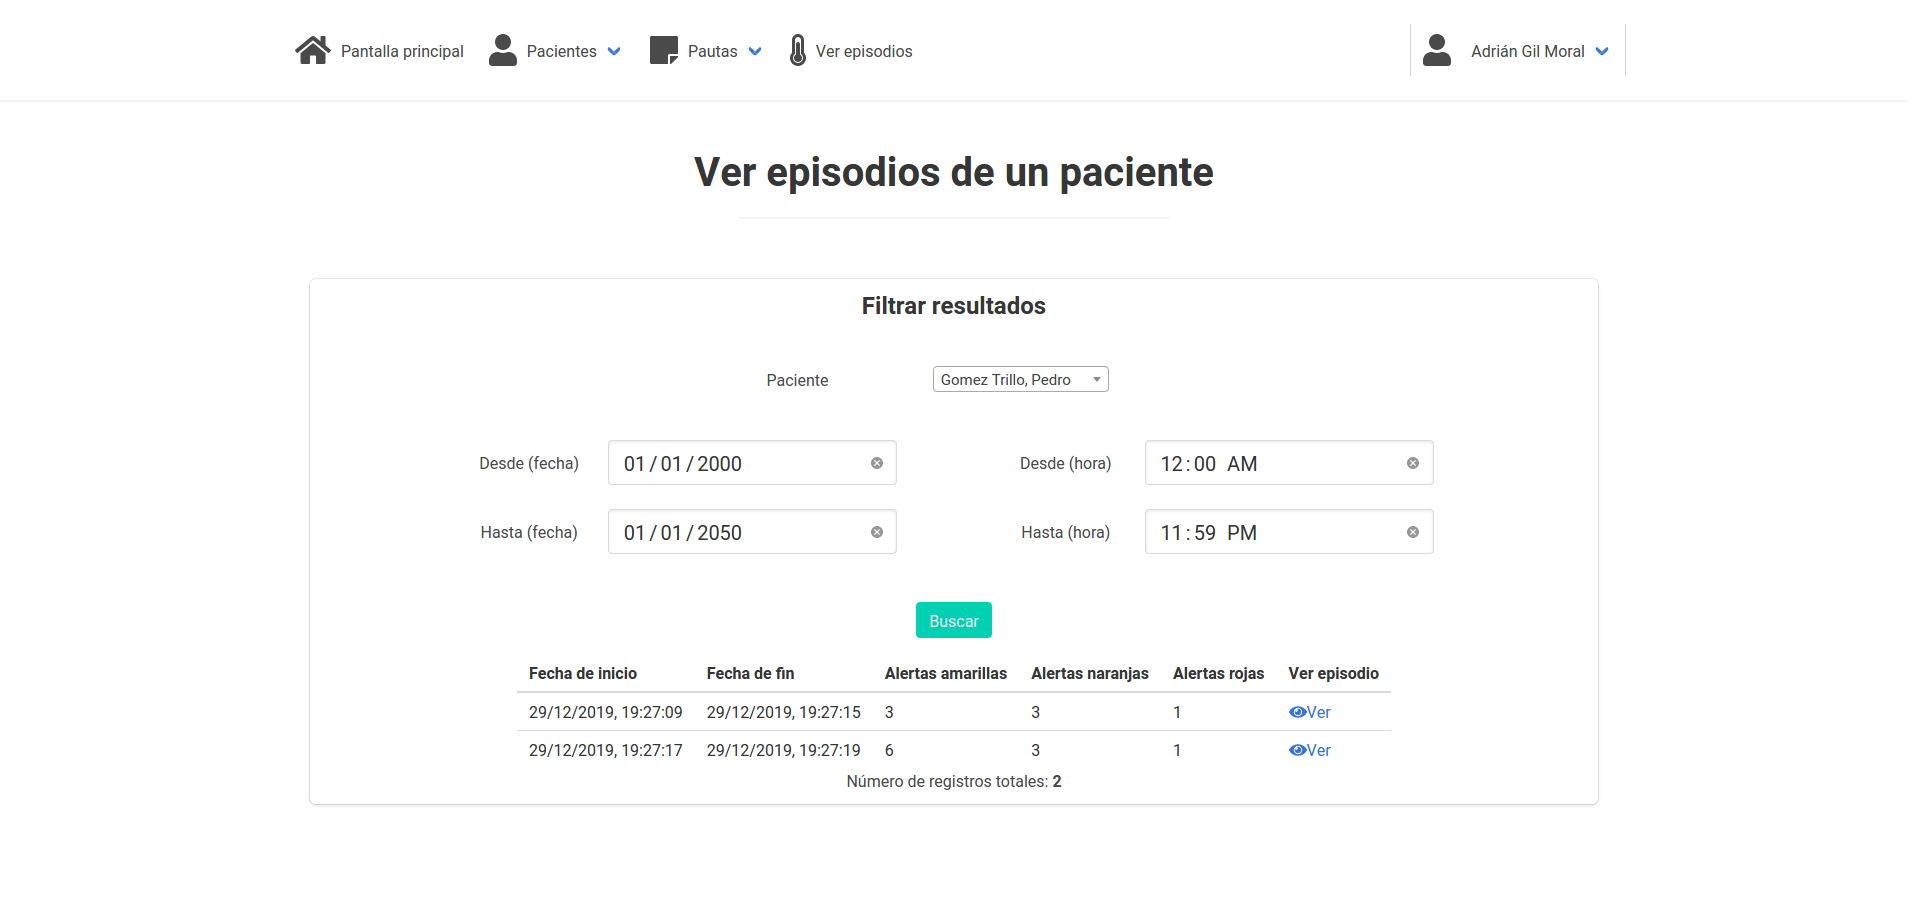 Pantalla principal Pacientes Pautas Ver episodios Adrián Gil Moral
Ver episodios de un paciente
Filtrar resultados
Paciente Gomez Trillo, Pedro
Desde (fecha) 01/01/2000 Desde (hora) 12:00 AM
Hasta (fecha) 01/01/2050 Hasta (hora) 11:59 PM
Buscar
Fecha de inicio Fecha de fin Alertas amarillas Alertas naranjas Alertas rojas Ver episodio
29/12/2019, 19:27:09 29/12/2019, 19:27:15 3 3 1 Ver
29/12/2019, 19:27:17 29/12/2019, 19:27:19 6 3 1 Ver
Número de registros totales: 2